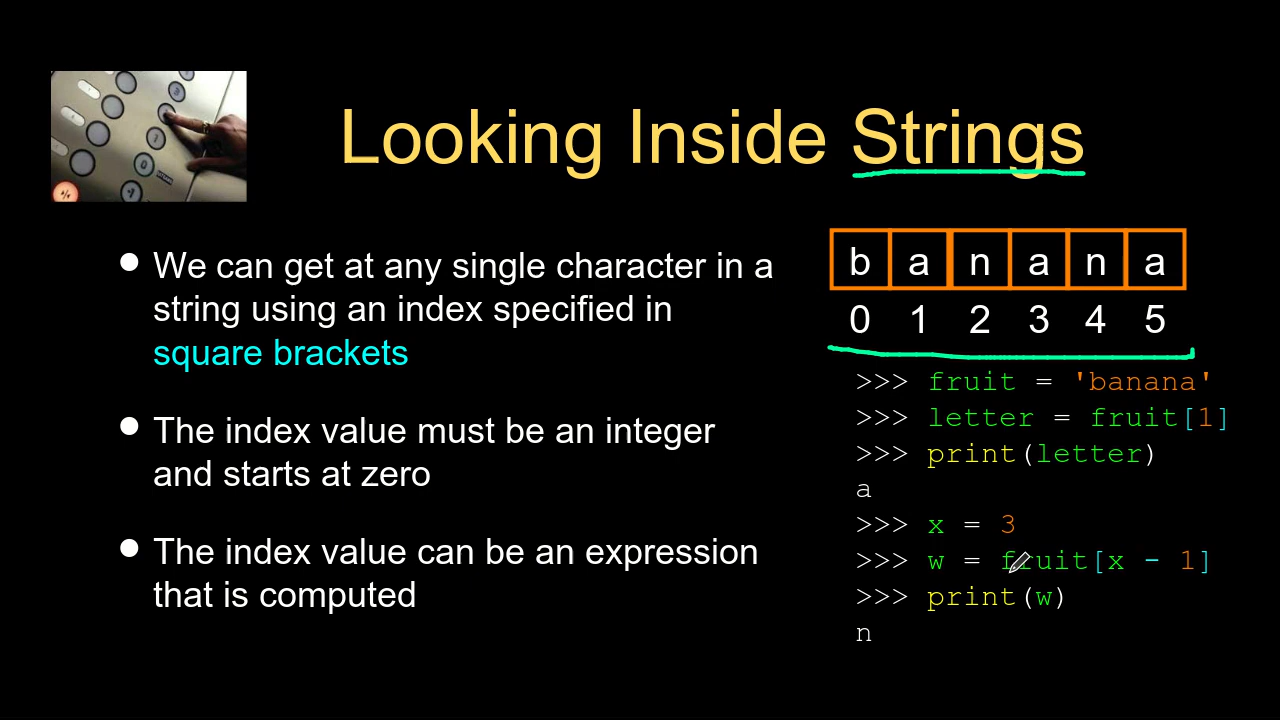 Looking Inside Strings
We can get at any single character in a
string using an index specified in
square brackets
The index value must be an integer
and starts at zero
The index value can be an expression
that is computed
b a n a n a
0 1 2 3 4 5
>>> fruit = 'banana'
>>> letter = fruit[1]
>>> print(letter)
a
>>> x = 3
>>> w = fruit[x - 1]
>>> print(w)
n